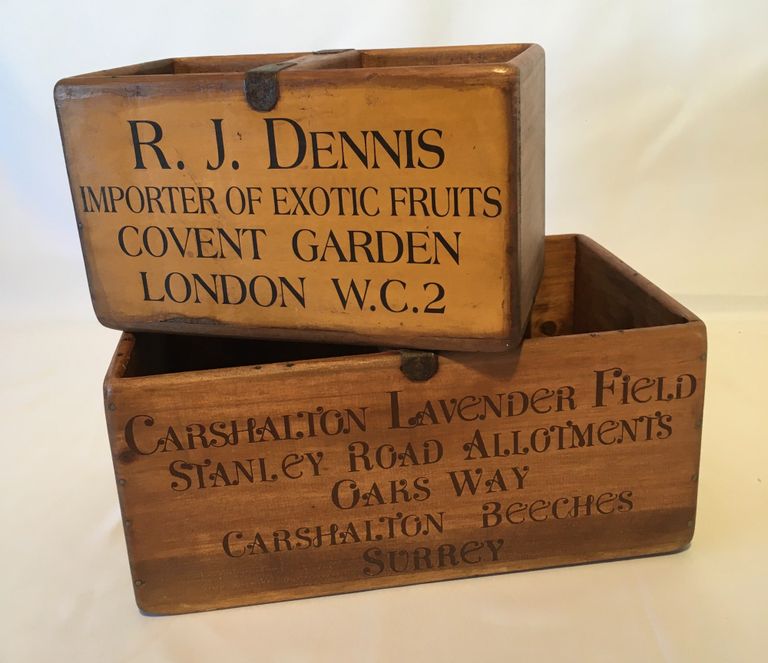 R. J. DENNIS
IMPORTER OF EXOTIC FRUITS
COVENT GARDEN
LONDON W.C.2
CARSHALTON LAVENDER FIELD
STANLEY ROAD ALLOTMENTS
OAKS WAY
CARSHALTON BEECHES
SURREY